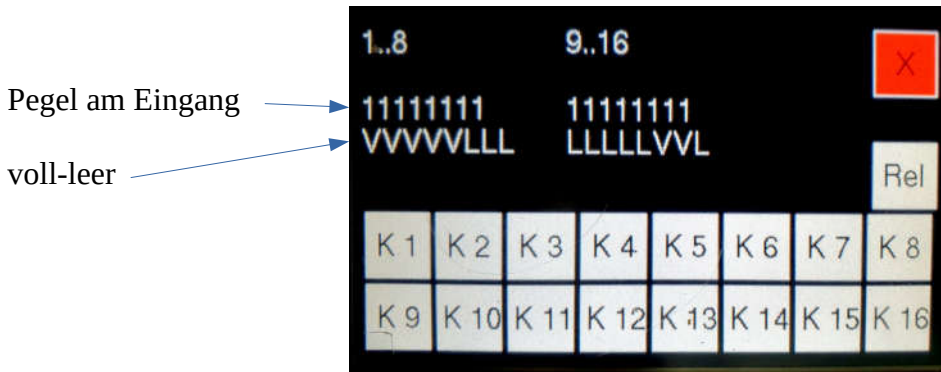 1..8 9..16
X
Pegel am Eingang
11111111 11111111
VVVVVLLL LLLLLVVL
voll-leer
Rel
K 1 K 2 K 3 K 4 K 5 K 6 K 7 K 8
K 9 K 10 K 11 K 12 K 13 K 14 K 15 K 16